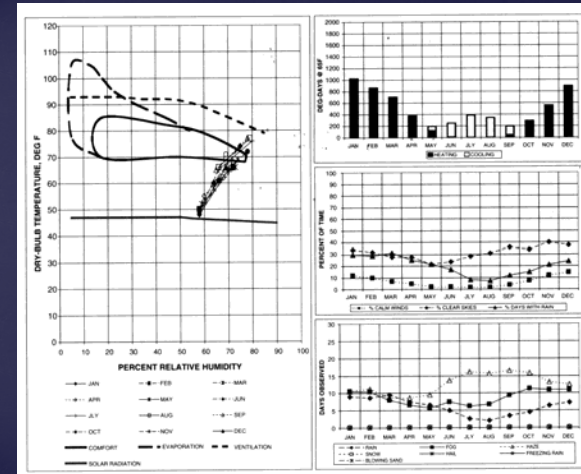 120
110
100
90
80
70
60
50
40
30
20
10
0
DRY-BULB TEMPERATURE, DEG F
0 10 20 30 40 50 60 70 80 90 100
PERCENT RELATIVE HUMIDITY
JAN FEB MAR
APR MAY JUN
JLY AUG SEP
OCT NOV DEC
COMFORT EVAPORATION VENTILATION
SOLAR RADIATION
DEG-DAYS @ 65F
2000
1800
1600
1400
1200
1000
800
600
400
200
0
JAN FEB MAR APR MAY JUN JLY AUG SEP OCT NOV DEC
HEATING COOLING
PERCENT OF TIME
100
90
80
70
60
50
40
30
20
10
0
JAN FEB MAR APR MAY JUN JLY AUG SEP OCT NOV DEC
% CALM WINDS % CLEAR SKIES % DAYS WITH RAIN
DAYS OBSERVED
30
25
20
15
10
5
0
JAN FEB MAR APR MAY JUN JLY AUG SEP OCT NOV DEC
RAIN FOG HAZE
SNOW HAIL FREEZING RAIN
BLOWING SAND